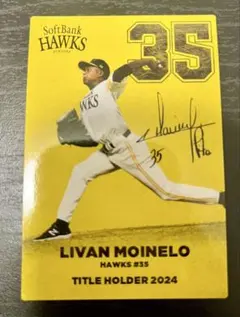 SoftBank
HAWKS
35
HAWKS
35
LIVAN MOINELO
HAWKS #35
TITLE HOLDER 2024